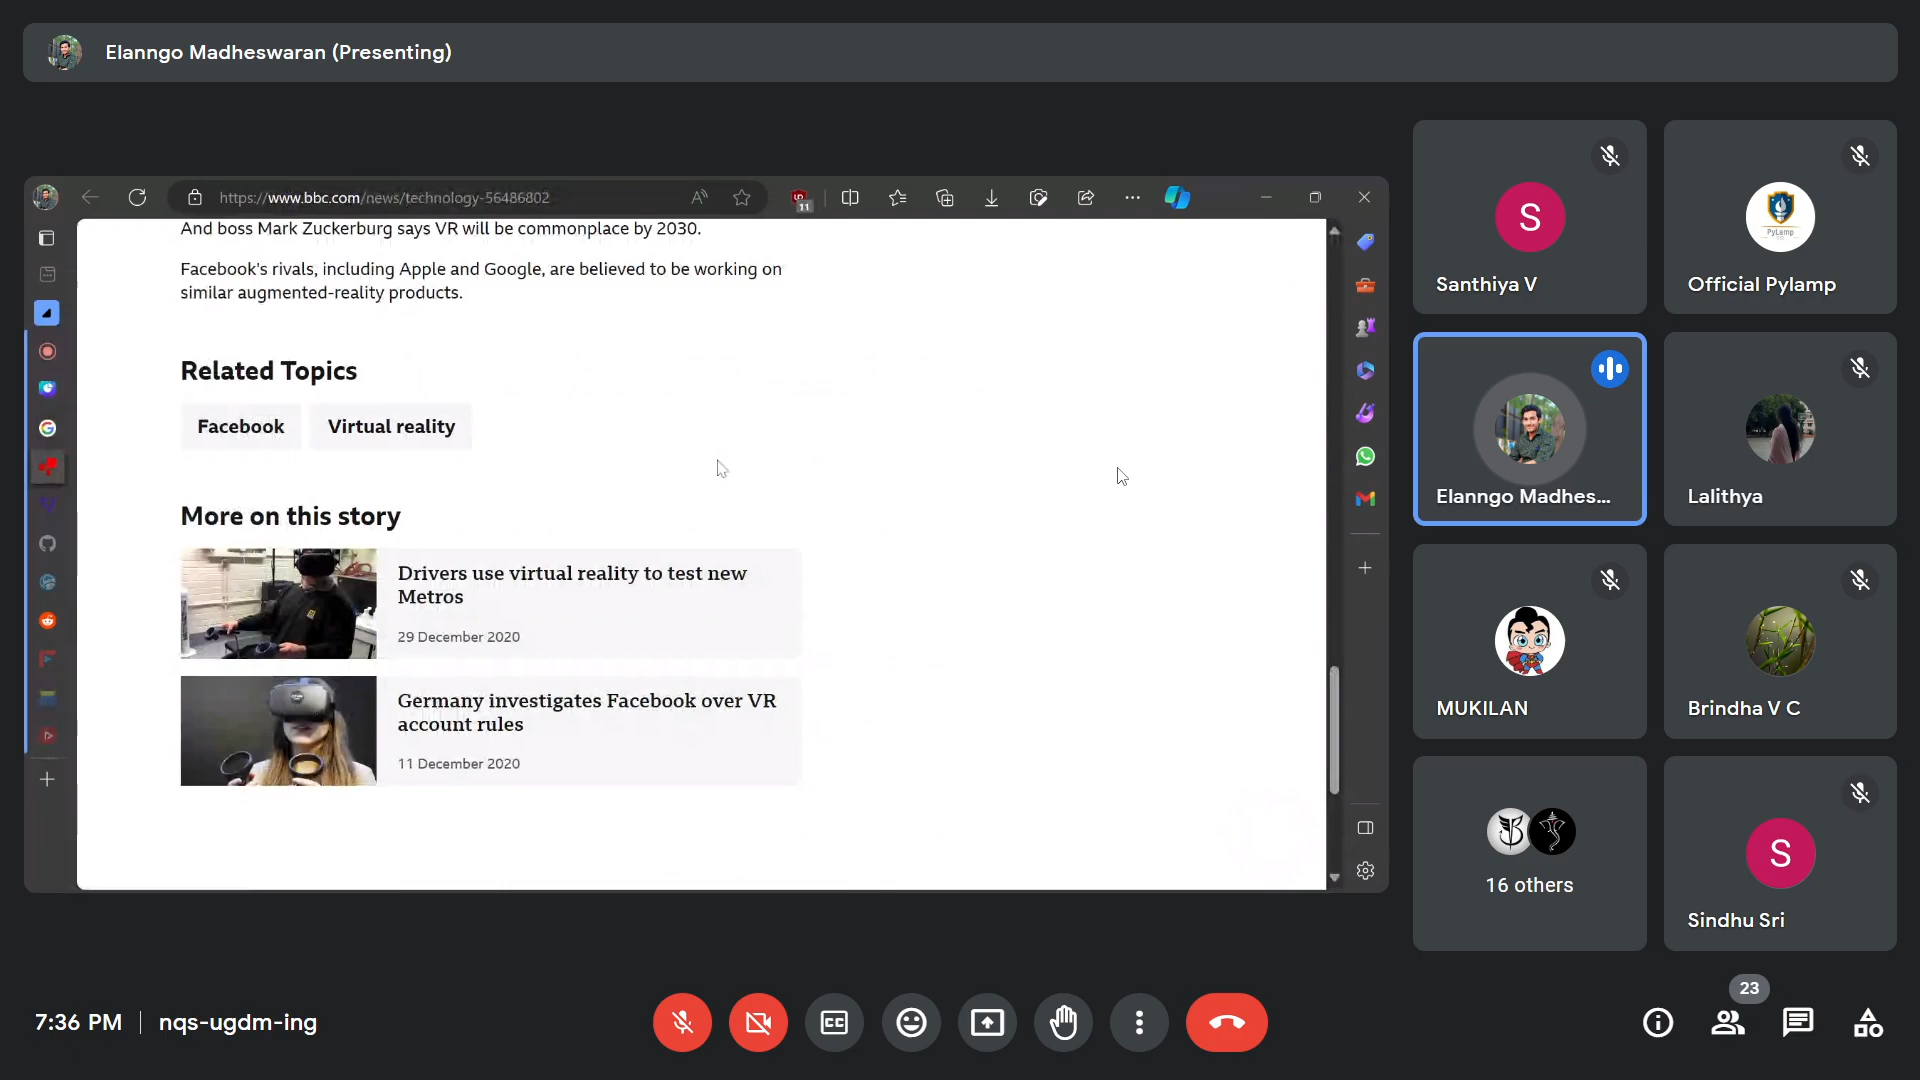 Elanngo Madheswaran (Presenting)
https://www.bbc.com/news/technology-56486802
11
And boss Mark Zuckerburg says VR will be commonplace by 2030.
Facebook's rivals, including Apple and Google, are believed to be working on
similar augmented-reality products.
Related Topics
Facebook
Virtual reality
More on this story
Drivers use virtual reality to test new
Metros
29 December 2020
Germany investigates Facebook over VR
account rules
11 December 2020
S
Santhiya V
PyLamp
Official Pylamp
Elanngo Madhes...
Lalithya
MUKILAN
Brindha V C
16 others
S
Sindhu Sri
7:36 PM
nqs-ugdm-ing
CC
23